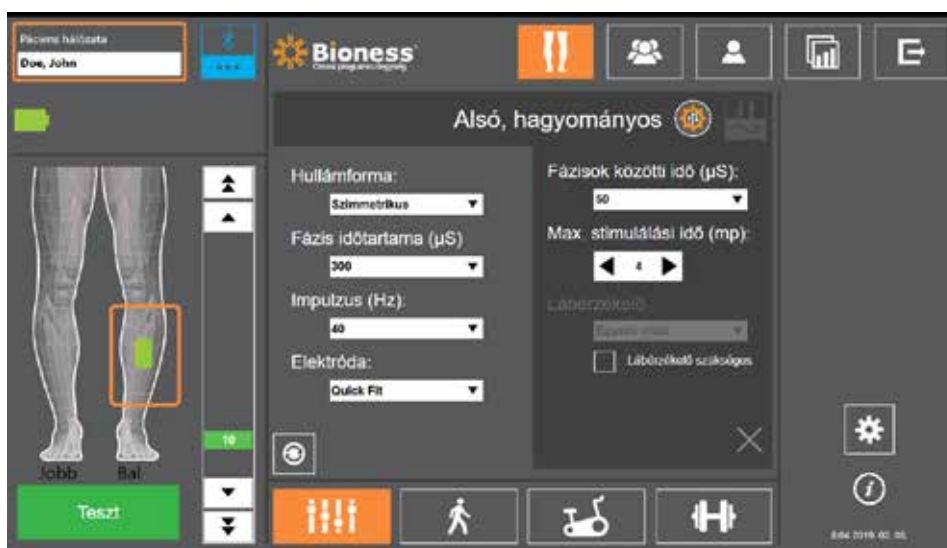 Páciens hálózata
Doe, John
Bioness
Alsó, hagyományos
Hullámforma:
Szimmetrikus
Fázis időtartama (µS)
300
Impulzus (Hz):
40
Elektróda:
Quick Fit
Fázisok közötti idő (µS):
50
Max stimulálási idő (mp):
4
Lábérzékelő
Lábérzékelő szükséges
10
Jobb
Bal
Teszt